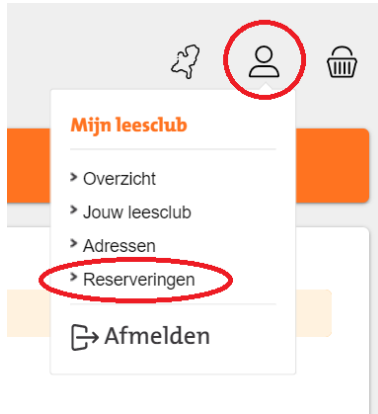 Mijn leesclub
> Overzicht
> Jouw leesclub
> Adressen
> Reserveringen
Afmelden